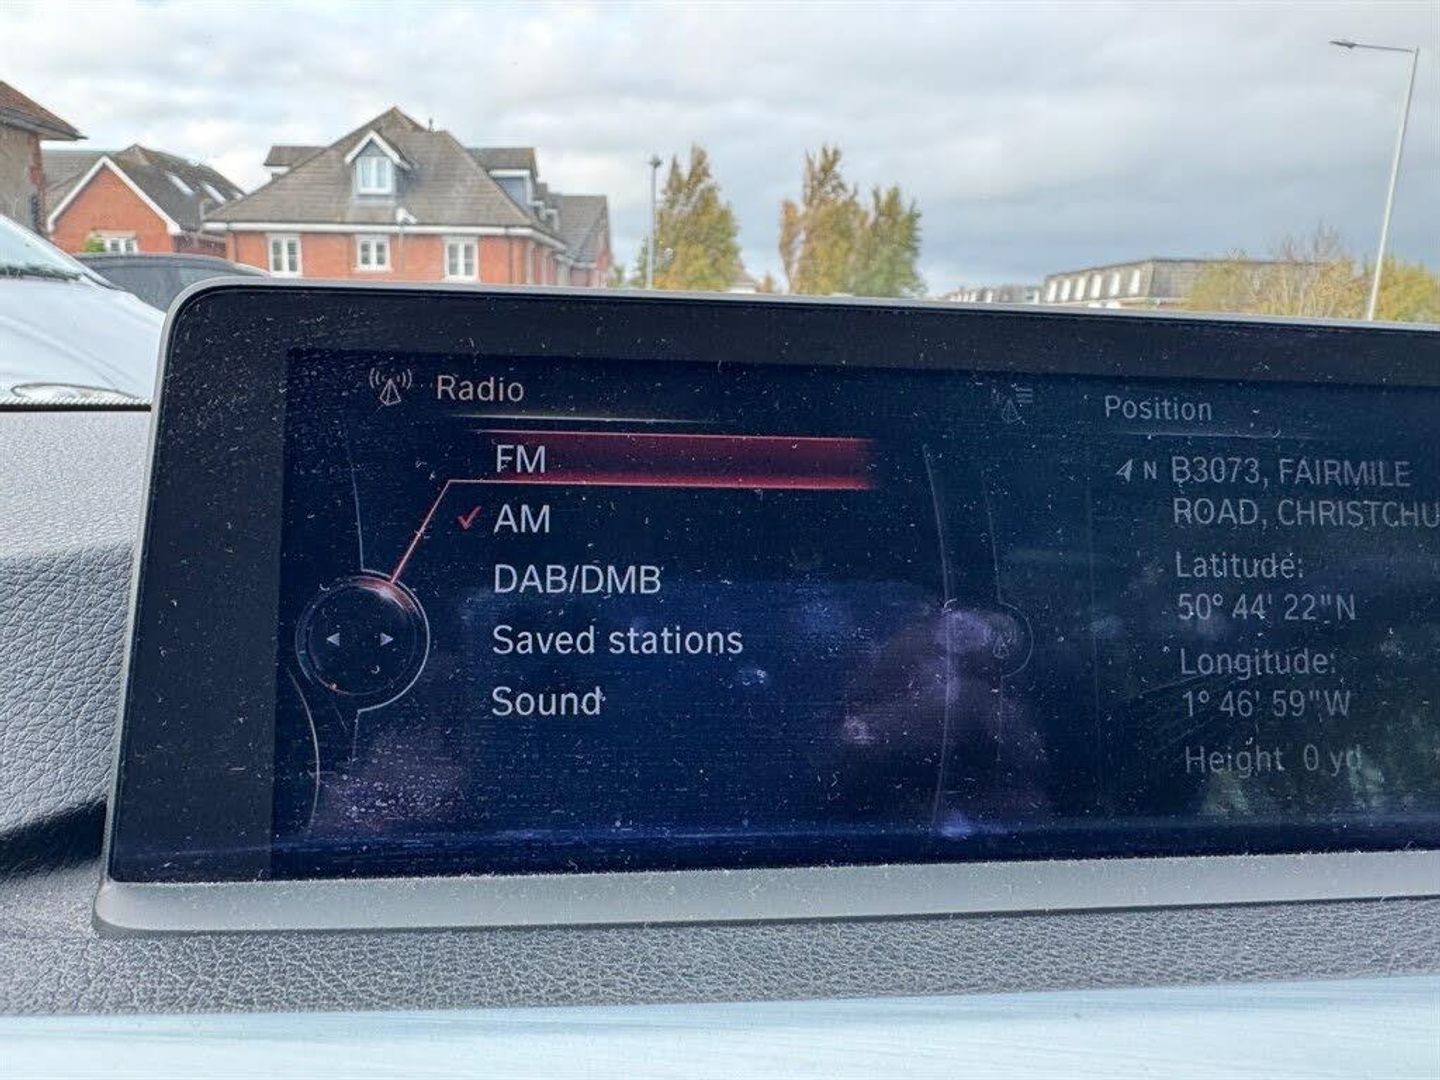 Radio
FM
AM
DAB/DMB
Saved stations
Sound
Position
N B3073, FAIRMILE
ROAD, CHRISTCHU
Latitude:
50° 44' 22"N
Longitude:
1° 46' 59"W
Height 0 yd